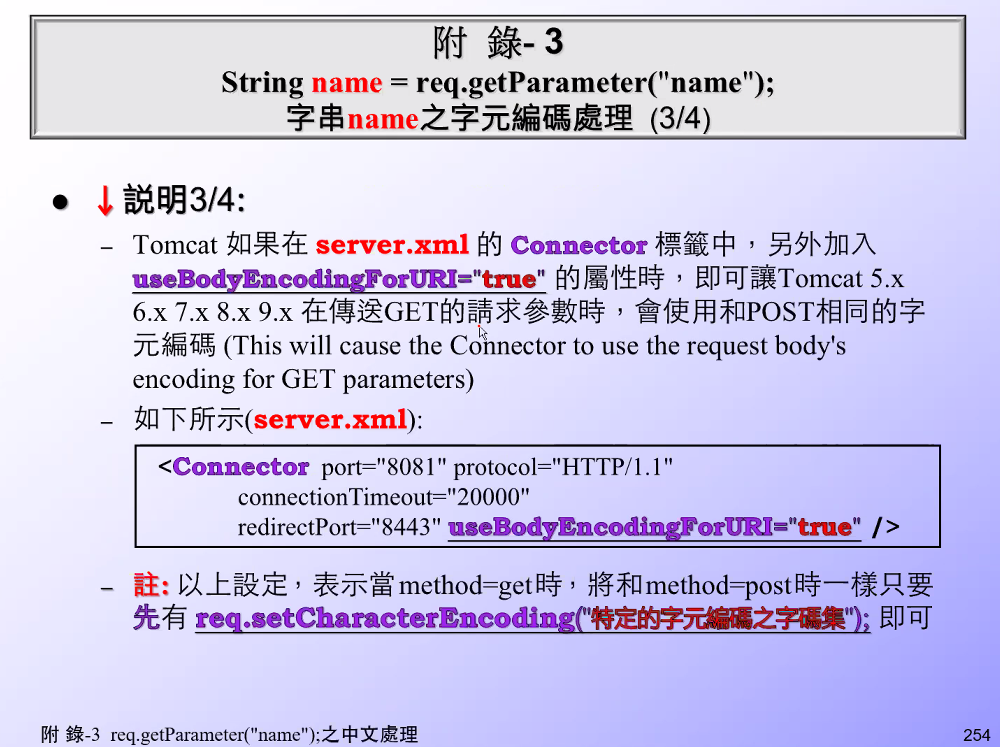 附 錄- 3
String name = req.getParameter("name");
字串name之字元編碼處理 (3/4)
● ↓說明3/4:
– Tomcat 如果在 server.xml 的 Connector 標籤中，另外加入
useBodyEncodingForURI="true" 的屬性時，即可讓Tomcat 5.x
6.x 7.x 8.x 9.x 在傳送GET的請求參數時，會使用和POST相同的字
元編碼 (This will cause the Connector to use the request body's
encoding for GET parameters)
– 如下所示(server.xml):
<Connector port="8081" protocol="HTTP/1.1"
connectionTimeout="20000"
redirectPort="8443" useBodyEncodingForURI="true" />
– 註: 以上設定，表示當method=get時，將和method=post時一樣只要
先有 req.setCharacterEncoding("特定的字元編碼之字碼集"); 即可
附 錄-3 req.getParameter("name");之中文處理
254